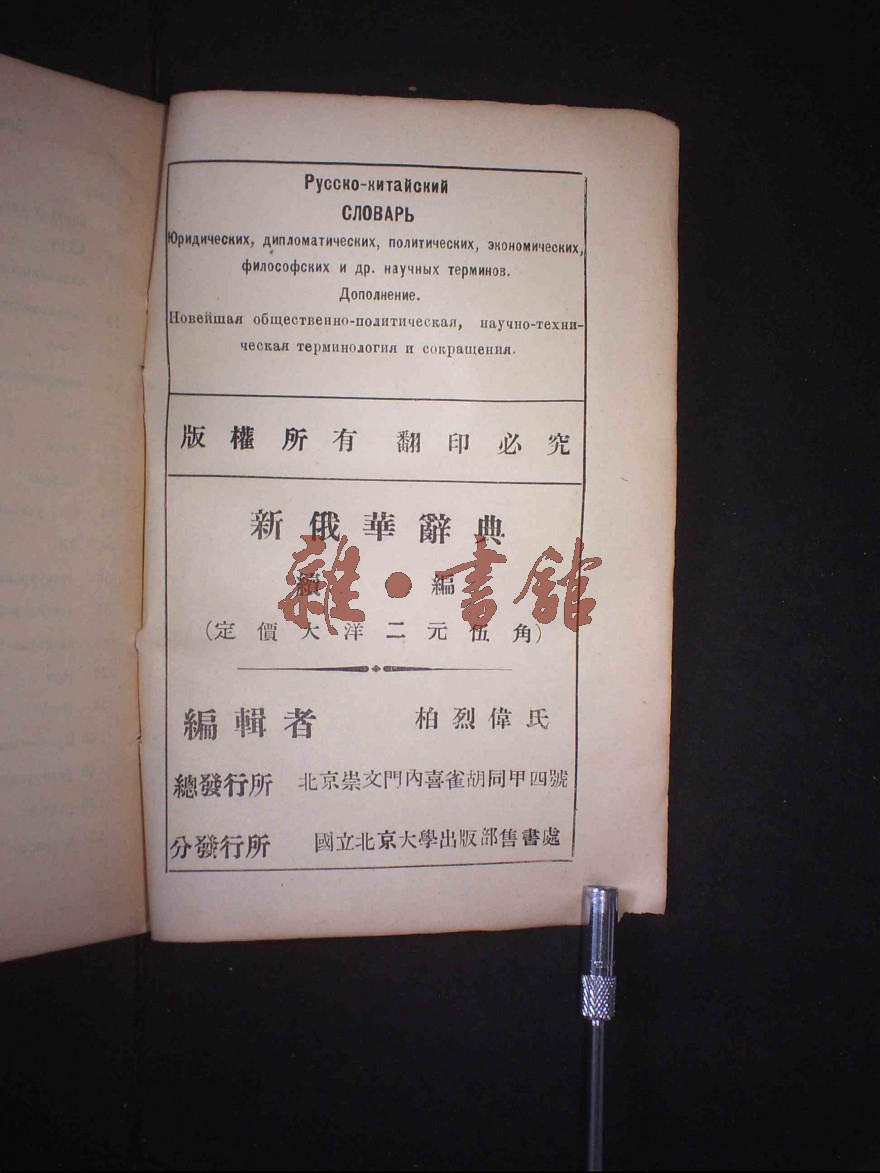 Русско-китайский
СЛОВАРЬ
Юридических, дипломатических, политических, экономических,
философских и др. научных терминов.
Дополнение.
Новейшая общественно-политическая, научно-техни-
ческая терминология и сокращения.
版權所有 翻印必究
新俄華辭典
續編
雜·書館
(定價大洋二元伍角)
編輯者 柏烈偉氏
總發行所 北京崇文門內喜雀胡同甲四號
分發行所 國立北京大學出版部售書處